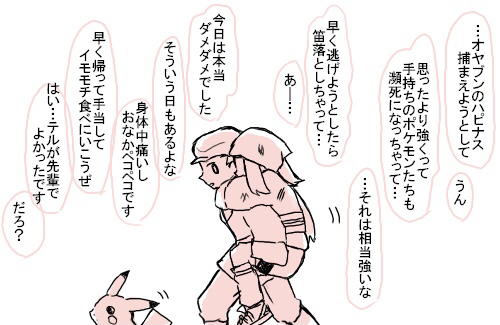 …オヤブンのハピナス
捕まえようとして
うん
思ったより強くって
手持ちのポケモンたちも
瀕死になっちゃって…
…それは相当強いな
早く逃げようとしたら
笛落としちゃって…
あー…
今日は本当
ダメダメでした
そういう日もあるよな
身体中痛いし
おなかペコペコです
早く帰って手当して
イモモチ食べにいこうぜ
はい…テルが先輩で
よかったです
だろ?